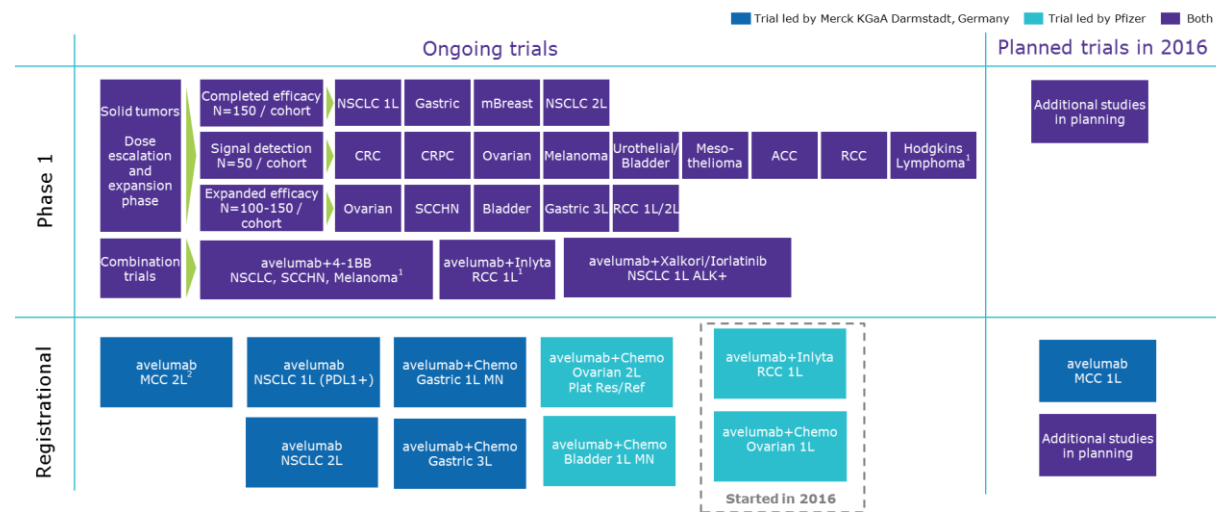 Trial led by Merck KGaA Darmstadt, Germany
Trial led by Pfizer
Both
Ongoing trials
Planned trials in 2016
Phase 1
Solid tumors
Dose
escalation
and
expansion
phase
Completed efficacy
N=150 / cohort
NSCLC 1L
Gastric
mBreast
NSCLC 2L
Signal detection
N=50 / cohort
CRC
CRPC
Ovarian
Melanoma
Urothelial/
Bladder
Meso-
thelioma
ACC
RCC
Hodgkins
Lymphoma¹
Expanded efficacy
N=100-150 /
cohort
Ovarian
SCCHN
Bladder
Gastric 3L
RCC 1L/2L
Combination
trials
avelumab+4-1BB
NSCLC, SCCHN, Melanoma¹
avelumab+Inlyta
RCC 1L¹
avelumab+Xalkori/Iorlatinib
NSCLC 1L ALK+
Additional studies
in planning
Registrational
avelumab
MCC 2L²
avelumab
NSCLC 1L (PDL1+)
avelumab+Chemo
Gastric 1L MN
avelumab+Chemo
Ovarian 2L
Plat Res/Ref
avelumab+Inlyta
RCC 1L
avelumab
MCC 1L
avelumab
NSCLC 2L
avelumab+Chemo
Gastric 3L
avelumab+Chemo
Bladder 1L MN
avelumab+Chemo
Ovarian 1L
Additional studies
in planning
Started in 2016